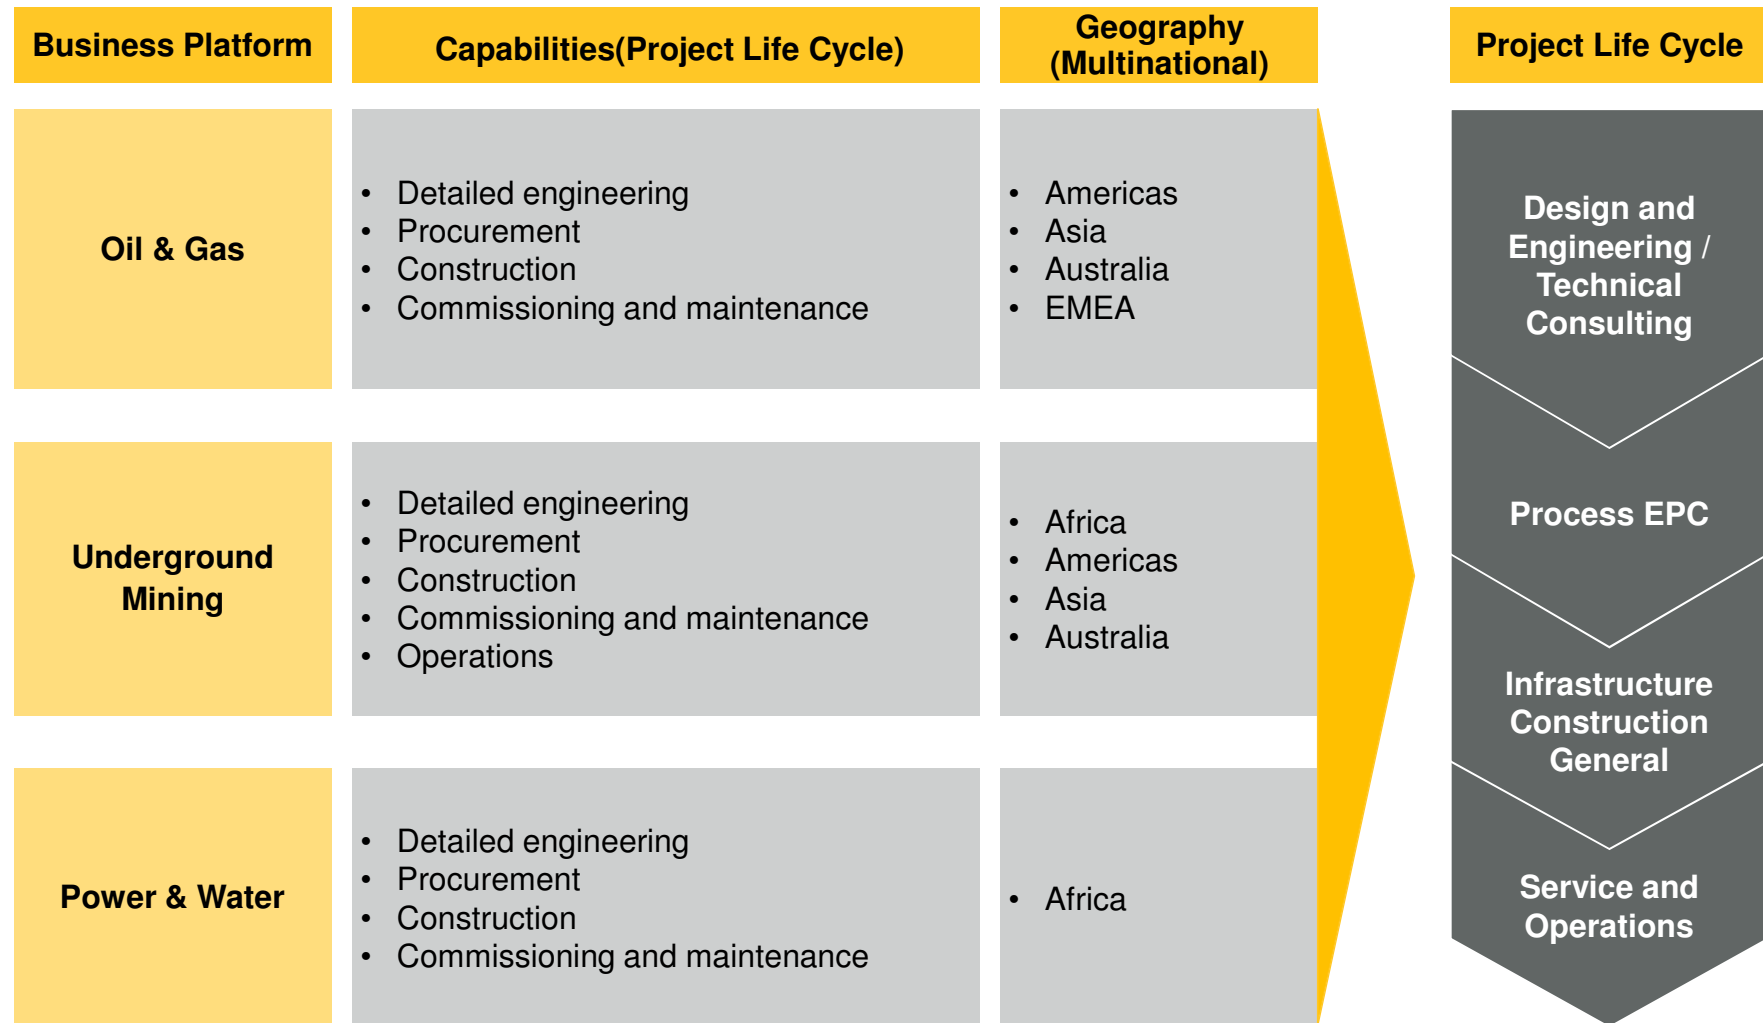 Business Platform
Capabilities(Project Life Cycle)
Geography
(Multinational)
Project Life Cycle
Oil & Gas
• Detailed engineering
• Procurement
• Construction
• Commissioning and maintenance
• Americas
• Asia
• Australia
• EMEA
Underground
Mining
• Detailed engineering
• Procurement
• Construction
• Commissioning and maintenance
• Operations
• Africa
• Americas
• Asia
• Australia
Power & Water
• Detailed engineering
• Procurement
• Construction
• Commissioning and maintenance
• Africa
Design and
Engineering /
Technical
Consulting
Process EPC
Infrastructure
Construction
General
Service and
Operations